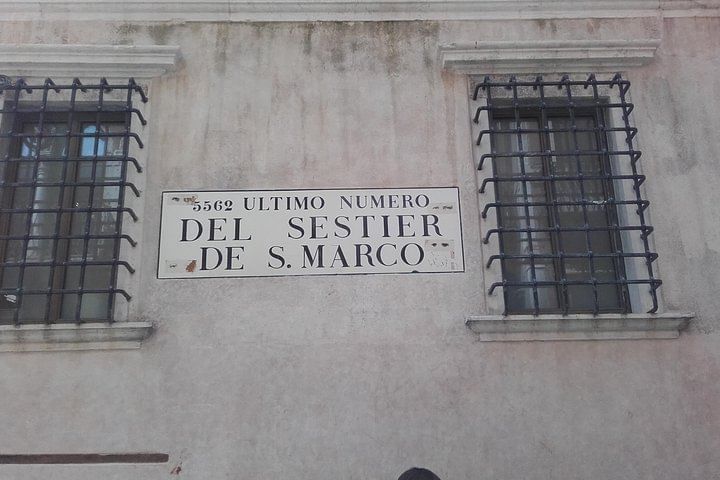 5562 ULTIMO NUMERO
DEL SESTIER
DE S. MARCO